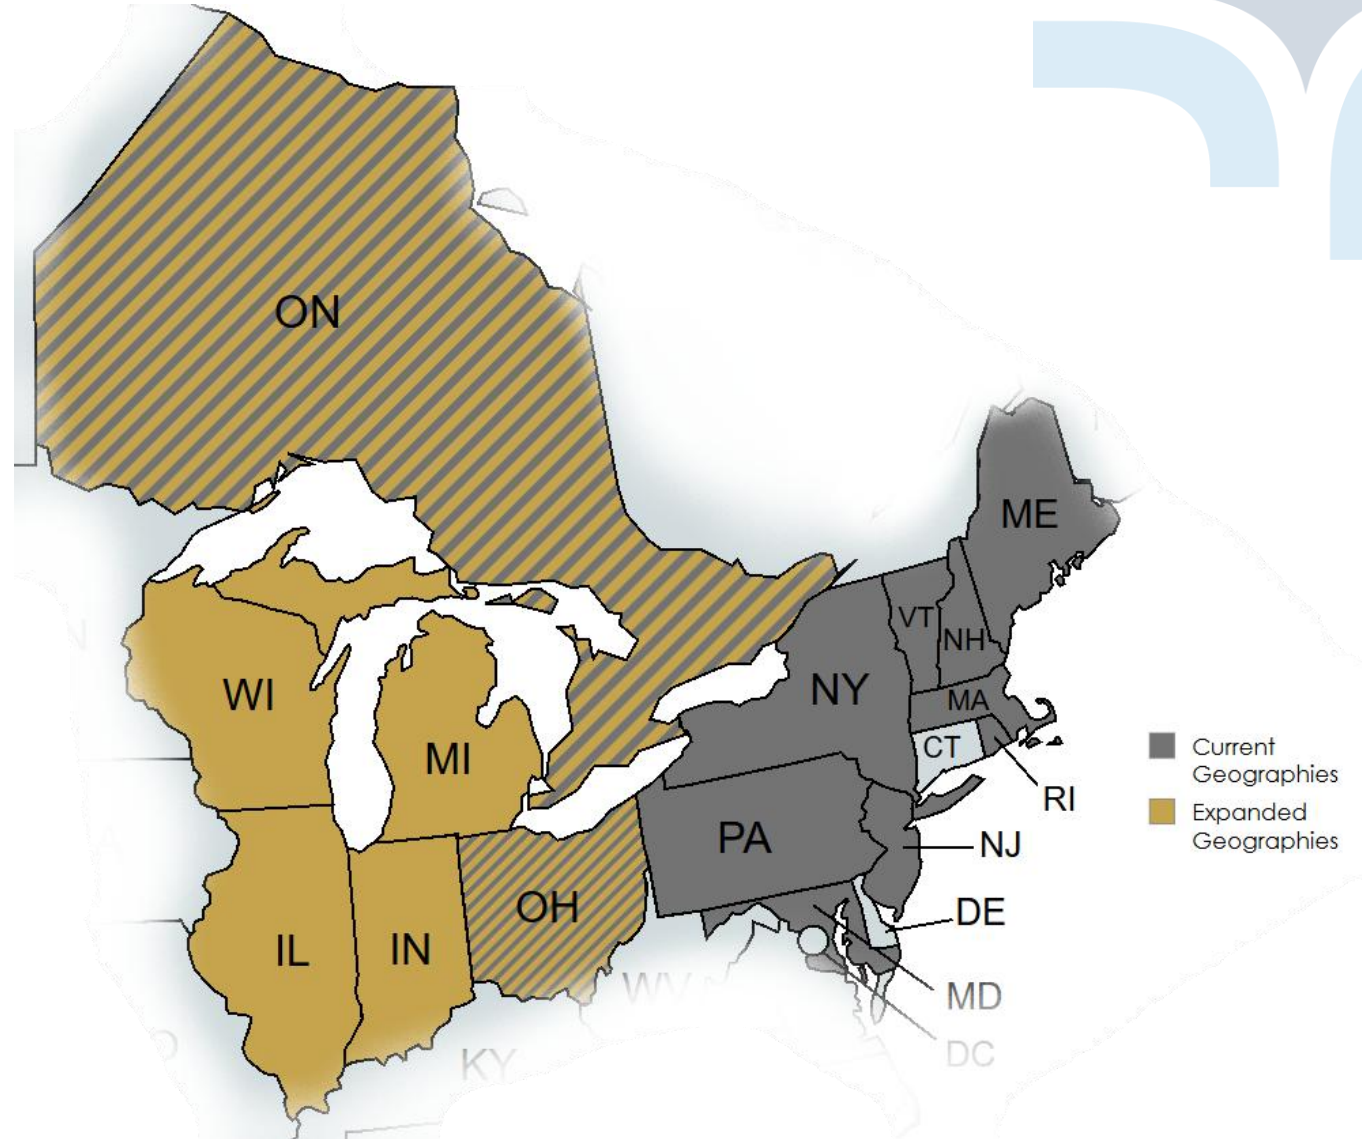 ON
ME
VT
NH
WI
NY
MA
MI
CT
Current
Geographies
RI
Expanded
Geographies
PA
NJ
OH
DE
IL
IN
WV
MD
DC
KY